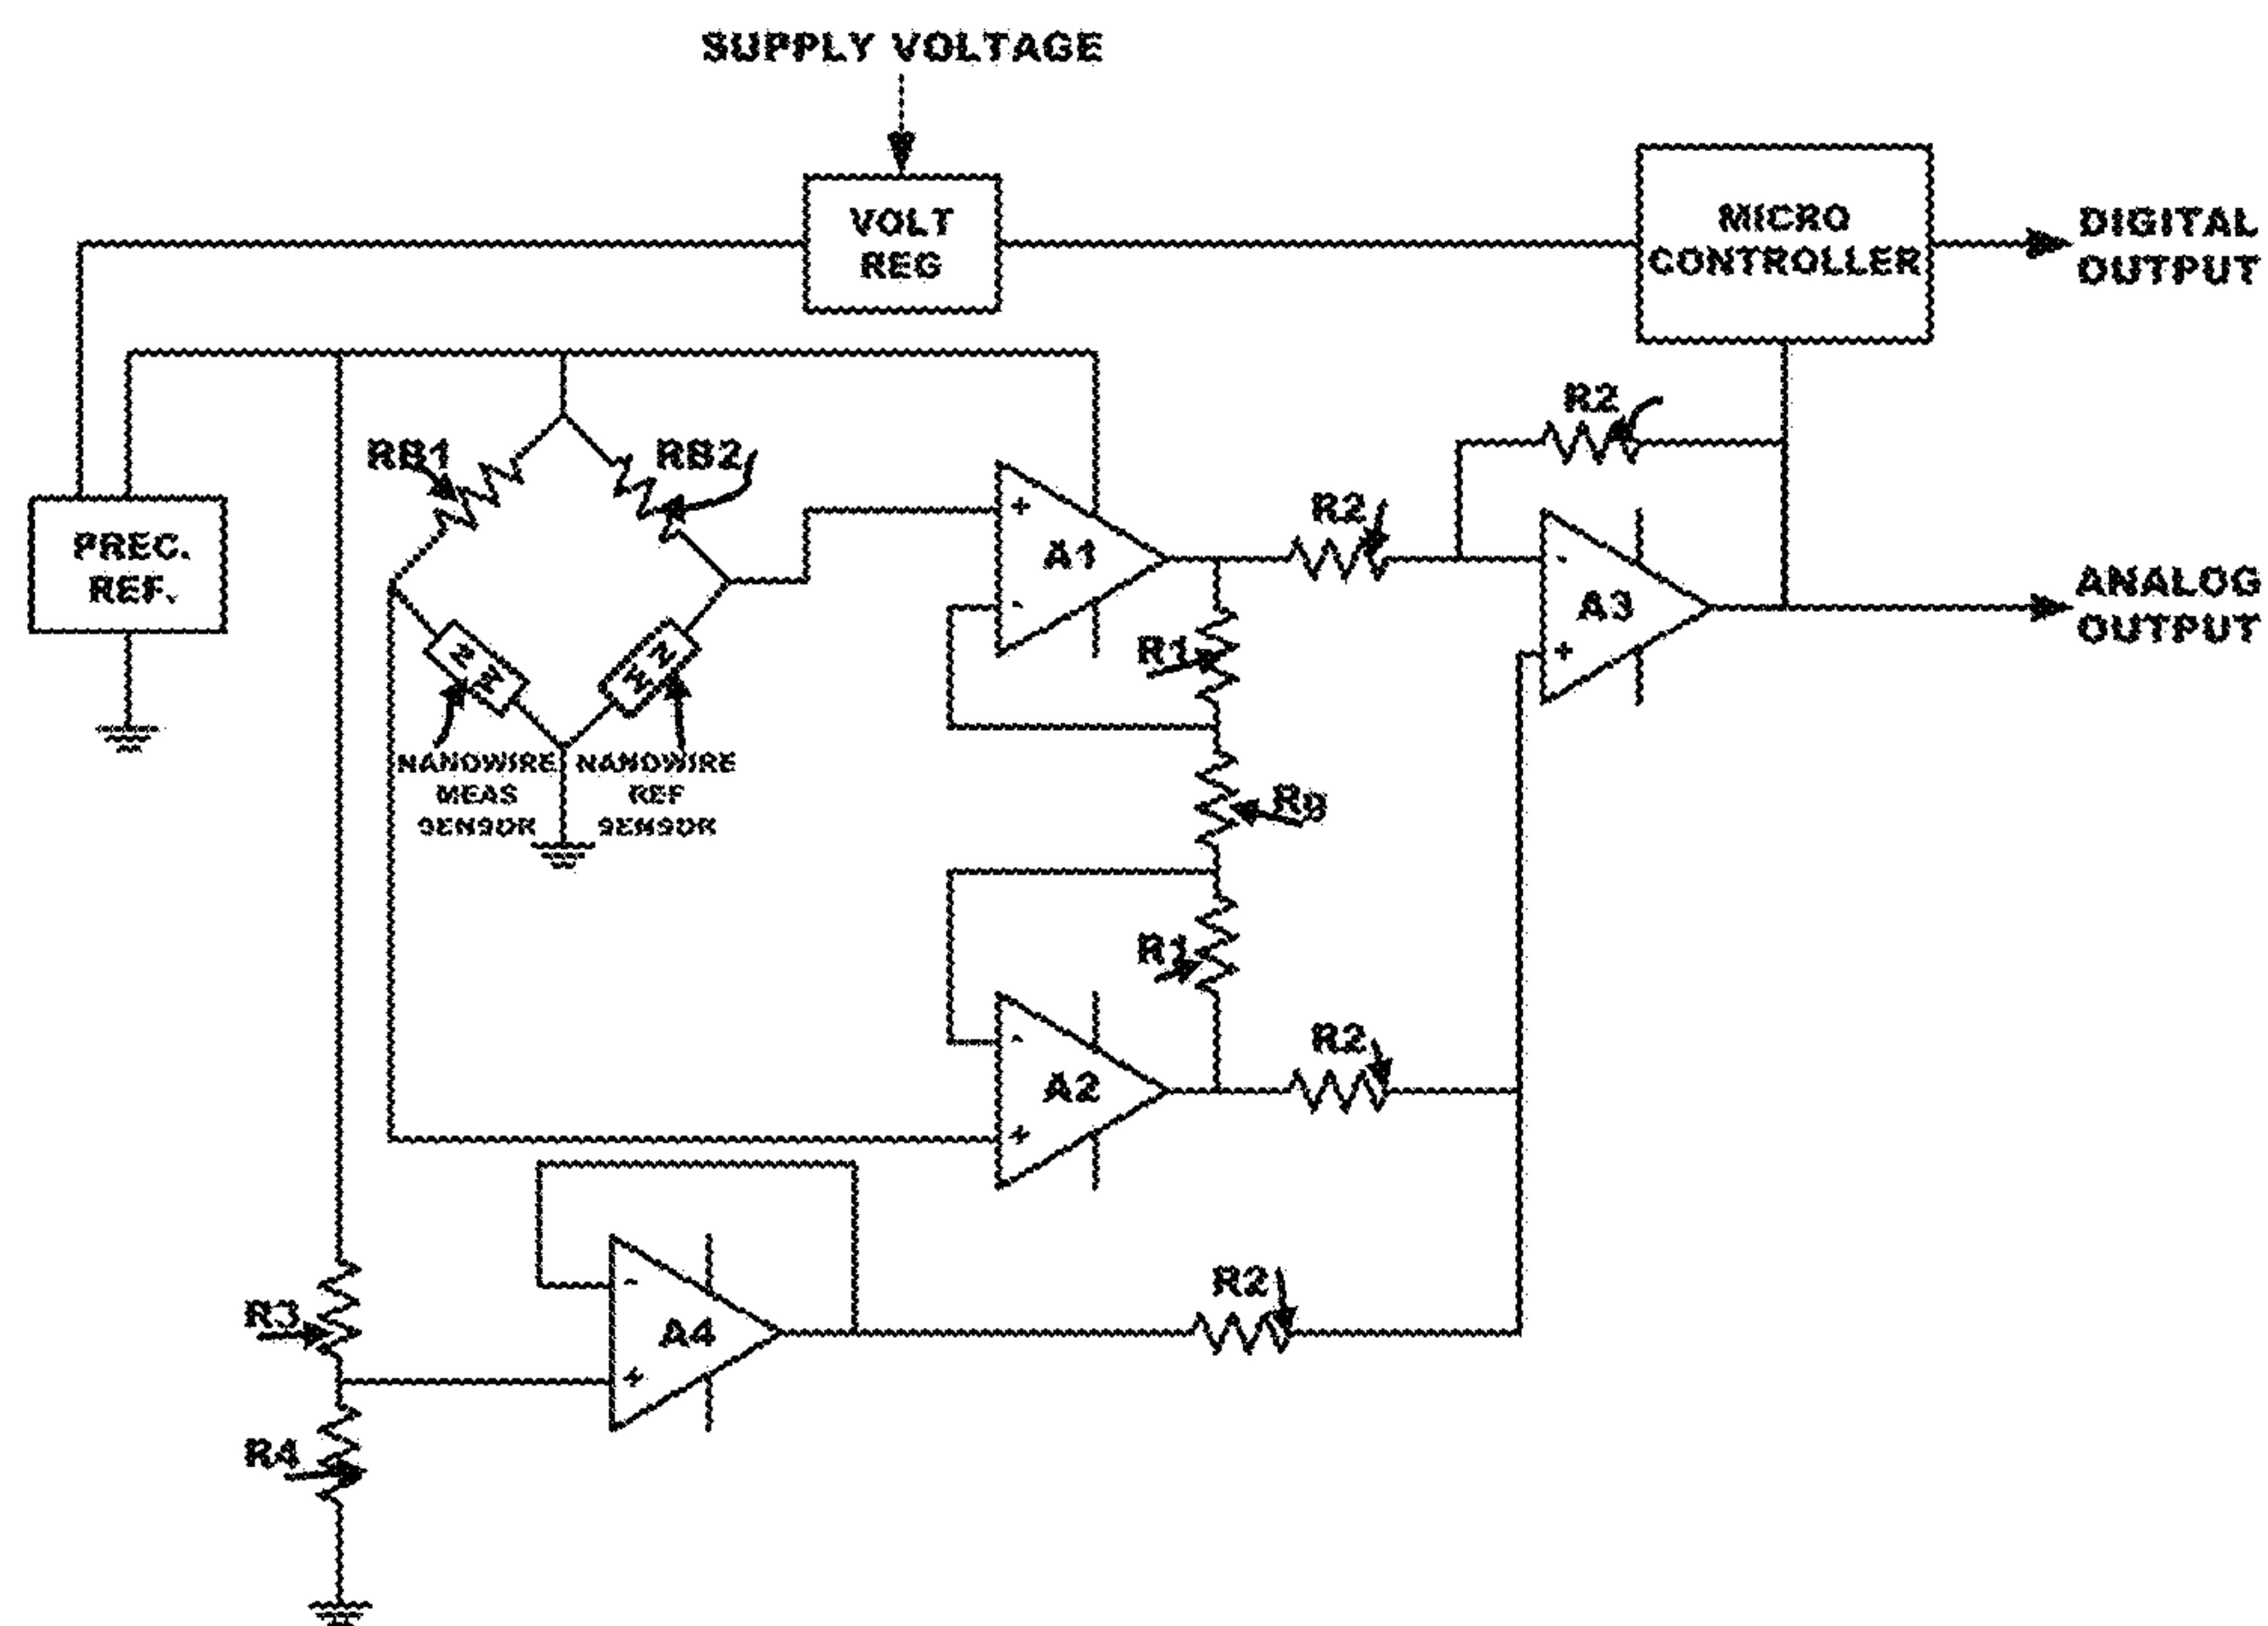 SUPPLY VOLTAGE
VOLT
REG
MICRO
CONTROLLER
DIGITAL
OUTPUT
R2
RB1
RB2
R2
+
A1
-
PREC.
REF.
-
A3
+
ANALOG
OUTPUT
R1
NANOWIRE
MEAS
SENSOR
NANOWIRE
REF
SENSOR
Rg
R1
R2
-
A2
+
R2
-
A4
+
R3
R4